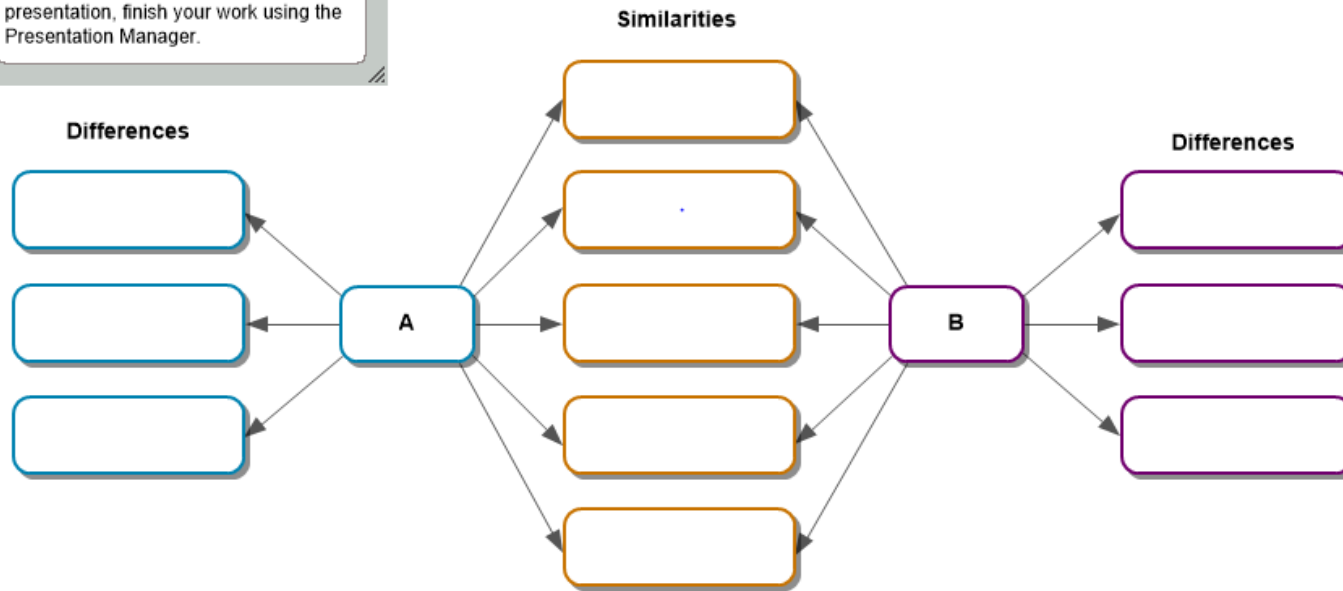 presentation, finish your work using the
Presentation Manager.
Similarities
Differences
Differences
A
B